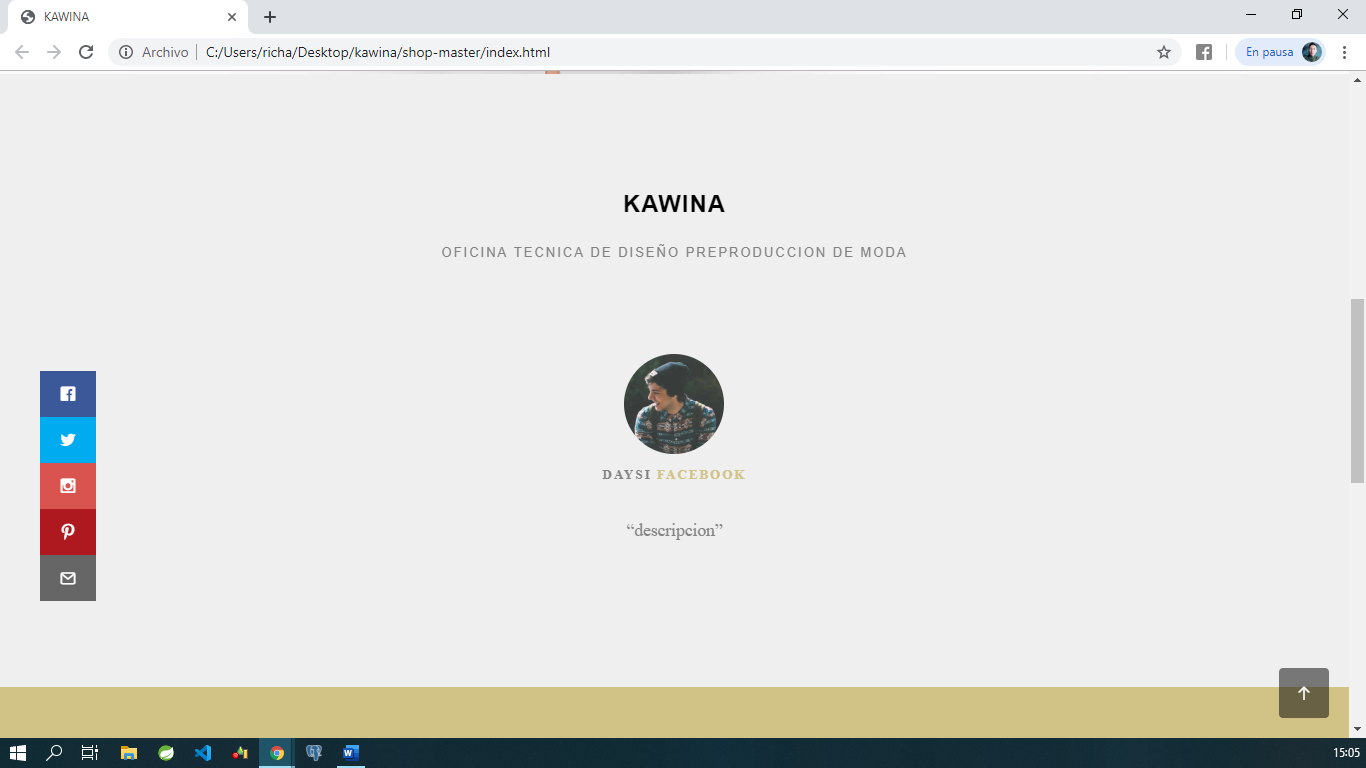 KAWINA
Archivo
C:/Users/richa/Desktop/kawina/shop-master/index.html
En pausa
KAWINA
OFICINA TECNICA DE DISEÑO PREPRODUCCION DE MODA
DAYSI FACEBOOK
“descripcion”
15:05